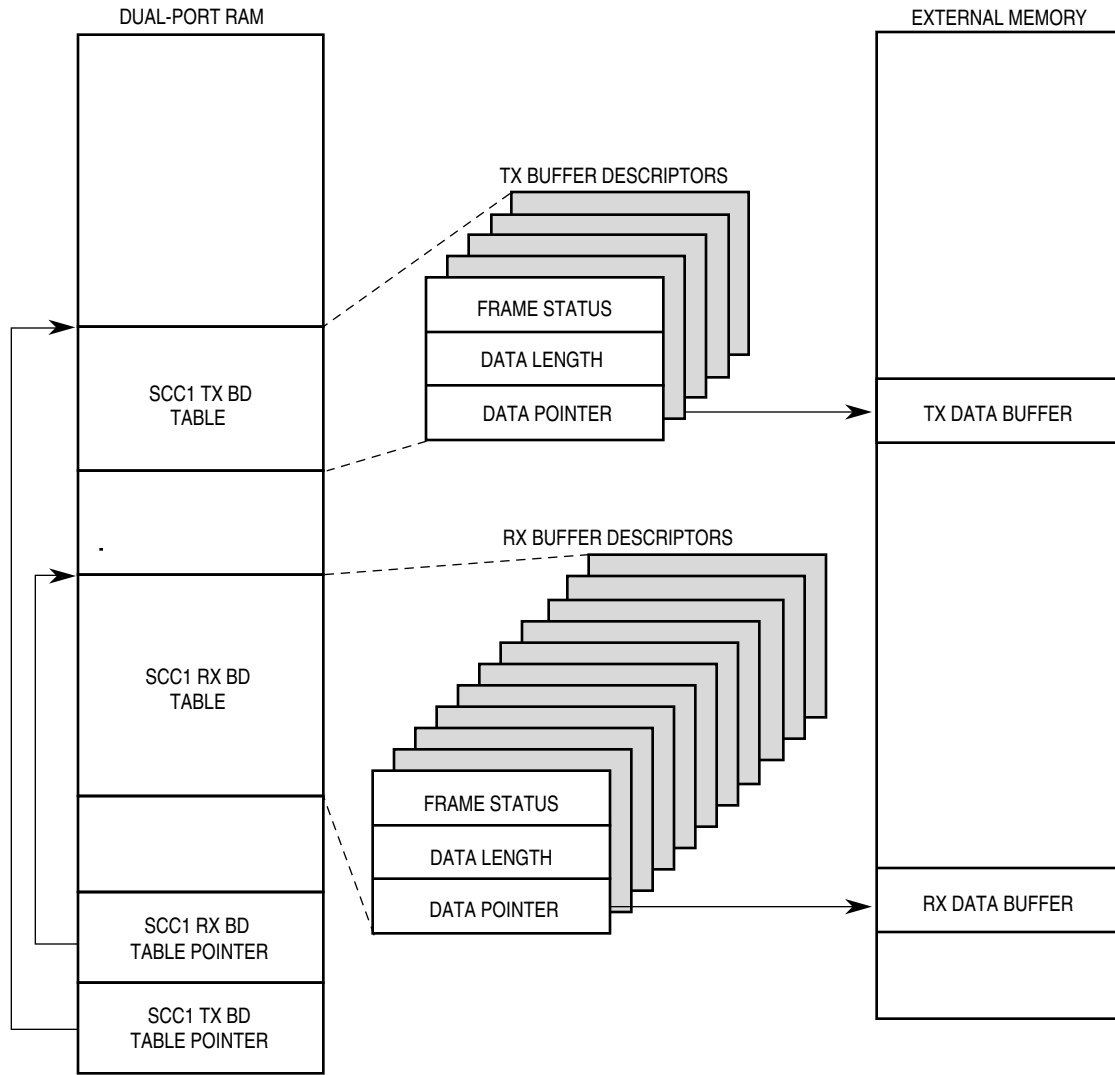 DUAL-PORT RAM
EXTERNAL MEMORY
TX BUFFER DESCRIPTORS
FRAME STATUS
DATA LENGTH
DATA POINTER
SCC1 TX BD
TABLE
TX DATA BUFFER
RX BUFFER DESCRIPTORS
SCC1 RX BD
TABLE
FRAME STATUS
DATA LENGTH
DATA POINTER
RX DATA BUFFER
SCC1 RX BD
TABLE POINTER
SCC1 TX BD
TABLE POINTER